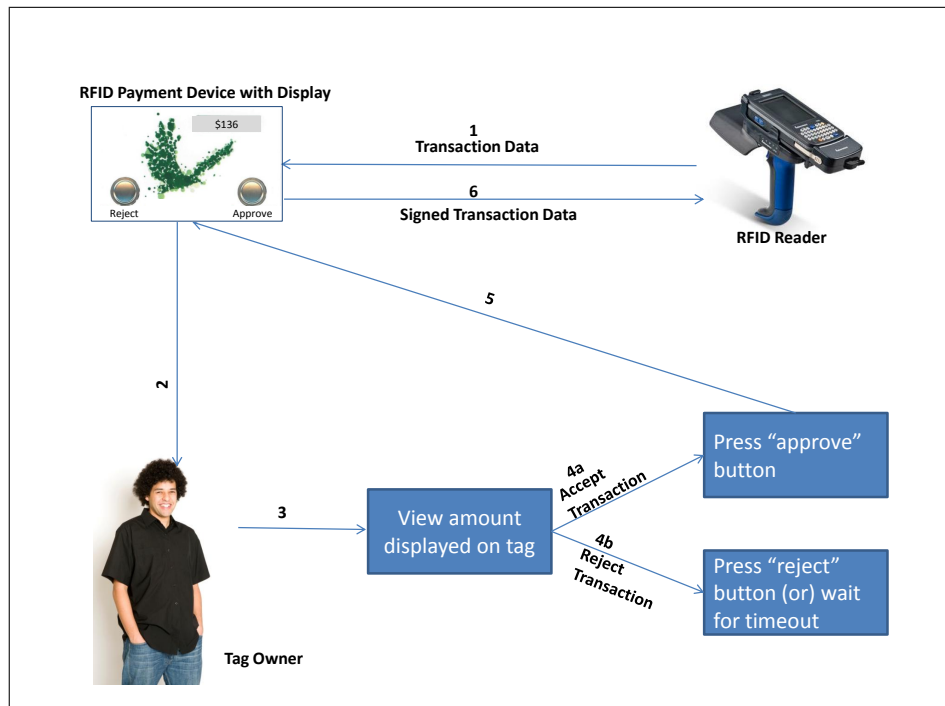 RFID Payment Device with Display
$136
Reject
Approve
1
Transaction Data
6
Signed Transaction Data
RFID Reader
5
2
Tag Owner
3
View amount
displayed on tag
4a
Accept
Transaction
4b
Reject
Transaction
Press “approve”
button
Press “reject”
button (or) wait
for timeout